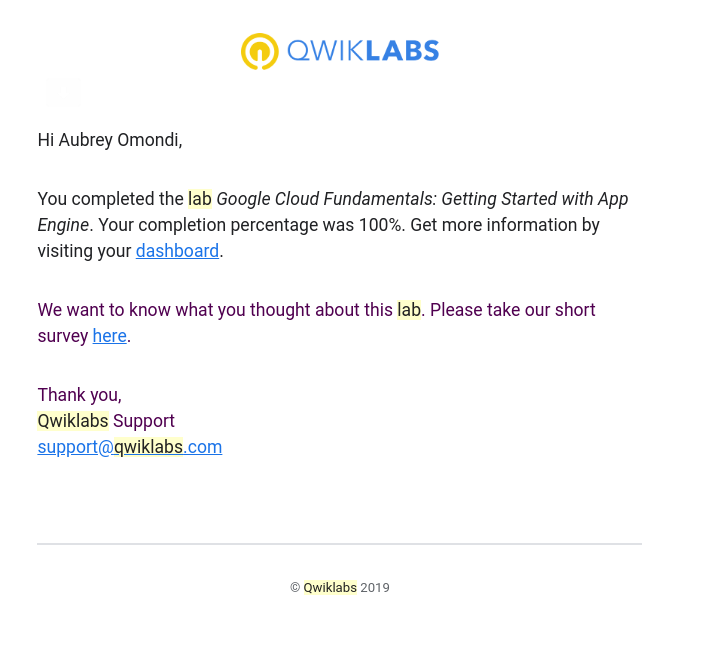 QWIKLABS
Hi Aubrey Omondi,
You completed the lab Google Cloud Fundamentals: Getting Started with App
Engine. Your completion percentage was 100%. Get more information by
visiting your dashboard.
We want to know what you thought about this lab. Please take our short
survey here.
Thank you,
Qwiklabs Support
support@qwiklabs.com
© Qwiklabs 2019